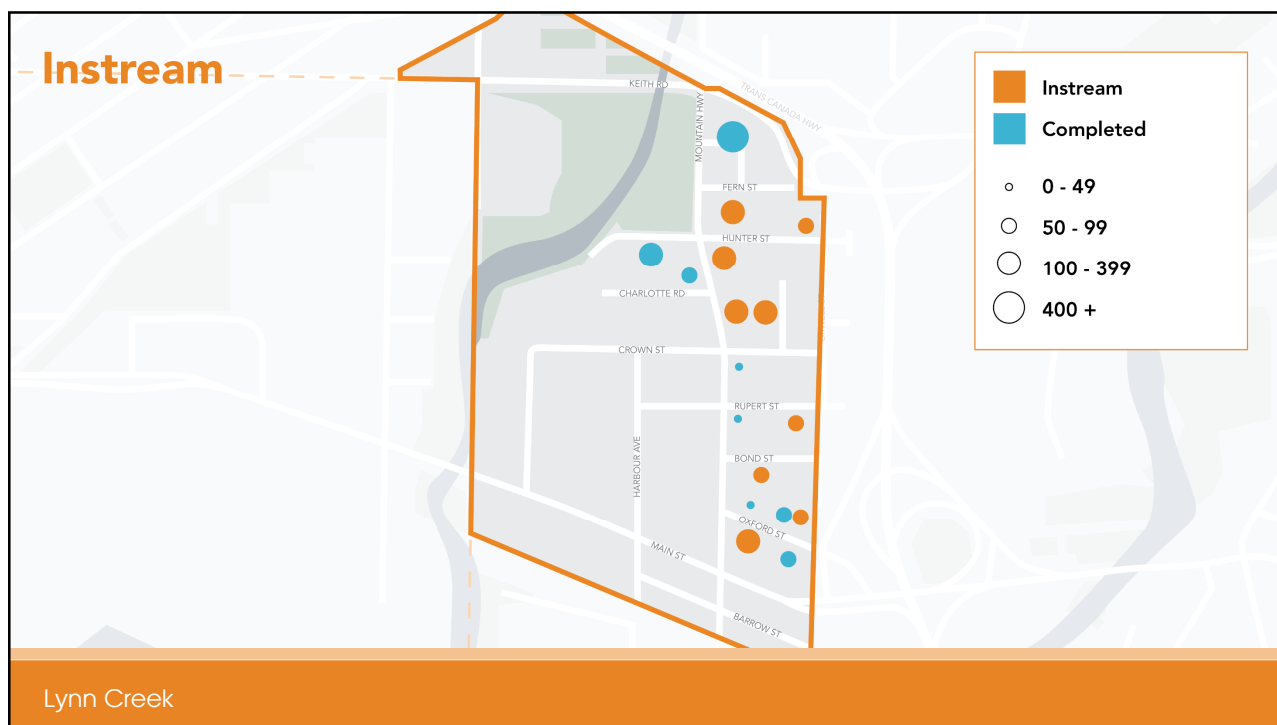 Instream
KEITH RD
TRANS CANADA HWY
MOUNTAIN HWY
FERN ST
HUNTER ST
CHARLOTTE RD
CROWN ST
RUPERT ST
HARBOUR AVE
BOND ST
OXFORD ST
MAIN ST
BARROW ST
Instream
Completed
0 - 49
50 - 99
100 - 399
400 +
Lynn Creek